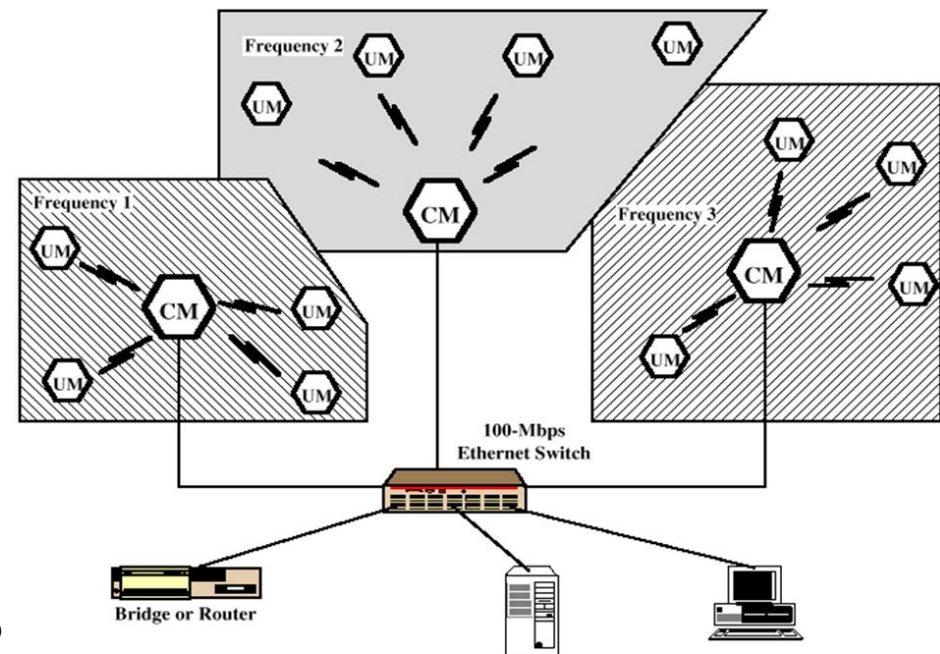 Frequency 2
UM
UM
UM
UM
CM
Frequency 1
UM
UM
UM
UM
CM
Frequency 3
UM
UM
UM
UM
CM
100-Mbps
Ethernet Switch
Bridge or Router
)